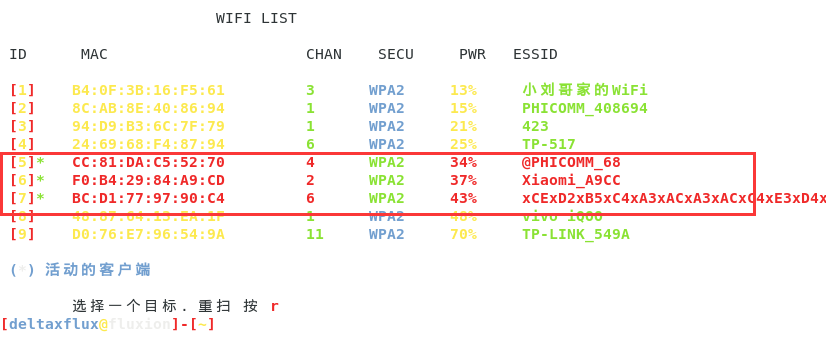 WIFI LIST
ID MAC CHAN SECU PWR ESSID
[1] B4:0F:3B:16:F5:61 3 WPA2 13% 小刘哥家的WiFi
[2] 8C:AB:8E:40:86:94 1 WPA2 15% PHICOMM_408694
[3] 94:D9:B3:6C:7F:79 1 WPA2 21% 423
[4] 24:69:68:F4:87:94 6 WPA2 25% TP-517
[5]* CC:81:DA:C5:52:70 4 WPA2 34% @PHICOMM_68
[6]* F0:B4:29:84:A9:CD 2 WPA2 37% Xiaomi_A9CC
[7]* BC:D1:77:97:90:C4 6 WPA2 43% xCExD2xB5xC4xA3xACxA3xACxC4xE3xD4x
[8] 1 WPA2 48% vivo iQOO
[9] D0:76:E7:96:54:9A 11 WPA2 70% TP-LINK_549A
(*) 活动的客户端
选择一个目标. 重扫 按 r
[deltaxflux@fluxion]-[~]